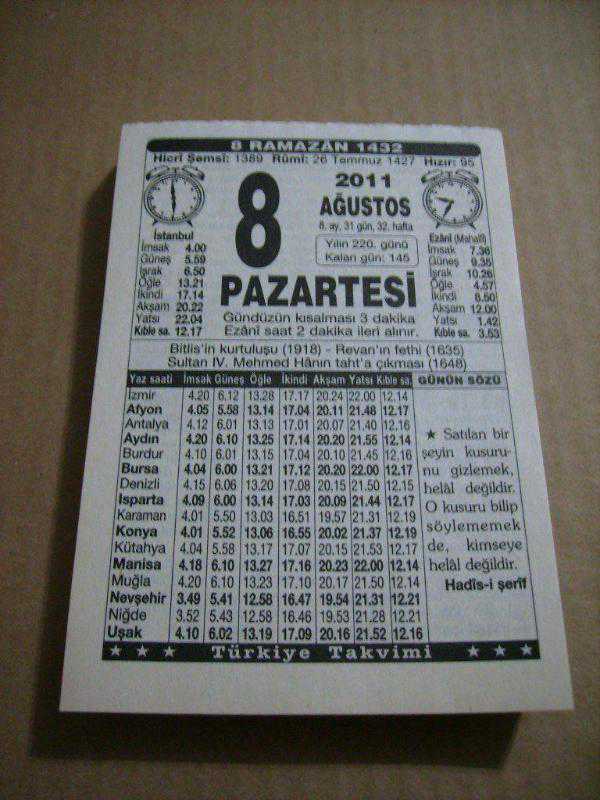 8 RAMAZÂN 1432
Hicrî Şemsî: 1389 Rûmî: 26 Temmuz 1427 Hızır: 95
8
2011
AĞUSTOS
8. ay, 31 gün, 32. hafta
Yılın 220. günü
Kalan gün: 145
PAZARTESİ
Gündüzün kısalması 3 dakika
Ezânî saat 2 dakika ileri alınır.
İstanbul
İmsak 4.00
Güneş 5.59
İşrak 6.50
Öğle 13.21
İkindi 17.14
Akşam 20.22
Yatsı 22.04
Kıble sa. 12.17
Ezânî (Mahallî)
İmsak 7.36
Güneş 9.35
İşrak 10.26
Öğle 4.57
İkindi 8.50
Akşam 12.00
Yatsı 1.42
Kıble sa. 3.53
Bitlis'in kurtuluşu (1918) - Revan'ın fethi (1635)
Sultan IV. Mehmed Hânın taht'a çıkması (1648)
Yaz saati İmsak Güneş Öğle İkindi Akşam Yatsı Kıble sa.
İzmir 4.20 6.12 13.28 17.17 20.24 22.00 12.14
Afyon 4.05 5.58 13.14 17.04 20.11 21.48 12.17
Antalya 4.12 6.01 13.13 17.01 20.07 21.40 12.16
Aydın 4.20 6.10 13.25 17.14 20.20 21.55 12.14
Burdur 4.10 6.01 13.15 17.04 20.10 21.45 12.16
Bursa 4.04 6.00 13.21 17.12 20.20 22.00 12.17
Denizli 4.15 6.06 13.20 17.08 20.15 21.50 12.15
Isparta 4.09 6.00 13.14 17.03 20.09 21.44 12.17
Karaman 4.01 5.50 13.03 16.51 19.57 21.31 12.19
Konya 4.01 5.52 13.06 16.55 20.02 21.37 12.19
Kütahya 4.04 5.58 13.17 17.07 20.15 21.53 12.17
Manisa 4.18 6.10 13.27 17.16 20.23 22.00 12.14
Muğla 4.20 6.10 13.23 17.10 20.17 21.50 12.14
Nevşehir 3.49 5.41 12.58 16.47 19.54 21.31 12.21
Niğde 3.52 5.43 12.58 16.46 19.53 21.28 12.21
Uşak 4.10 6.02 13.19 17.09 20.16 21.52 12.16
GÜNÜN SÖZÜ
★ Satılan bir
şeyin kusuru-
nu gizlemek,
helâl değildir.
O kusuru bilip
söylememek
de, kimseye
helâl değildir.
Hadîs-i şerîf
★ ★ ★ Türkiye Takvimi ★ ★ ★